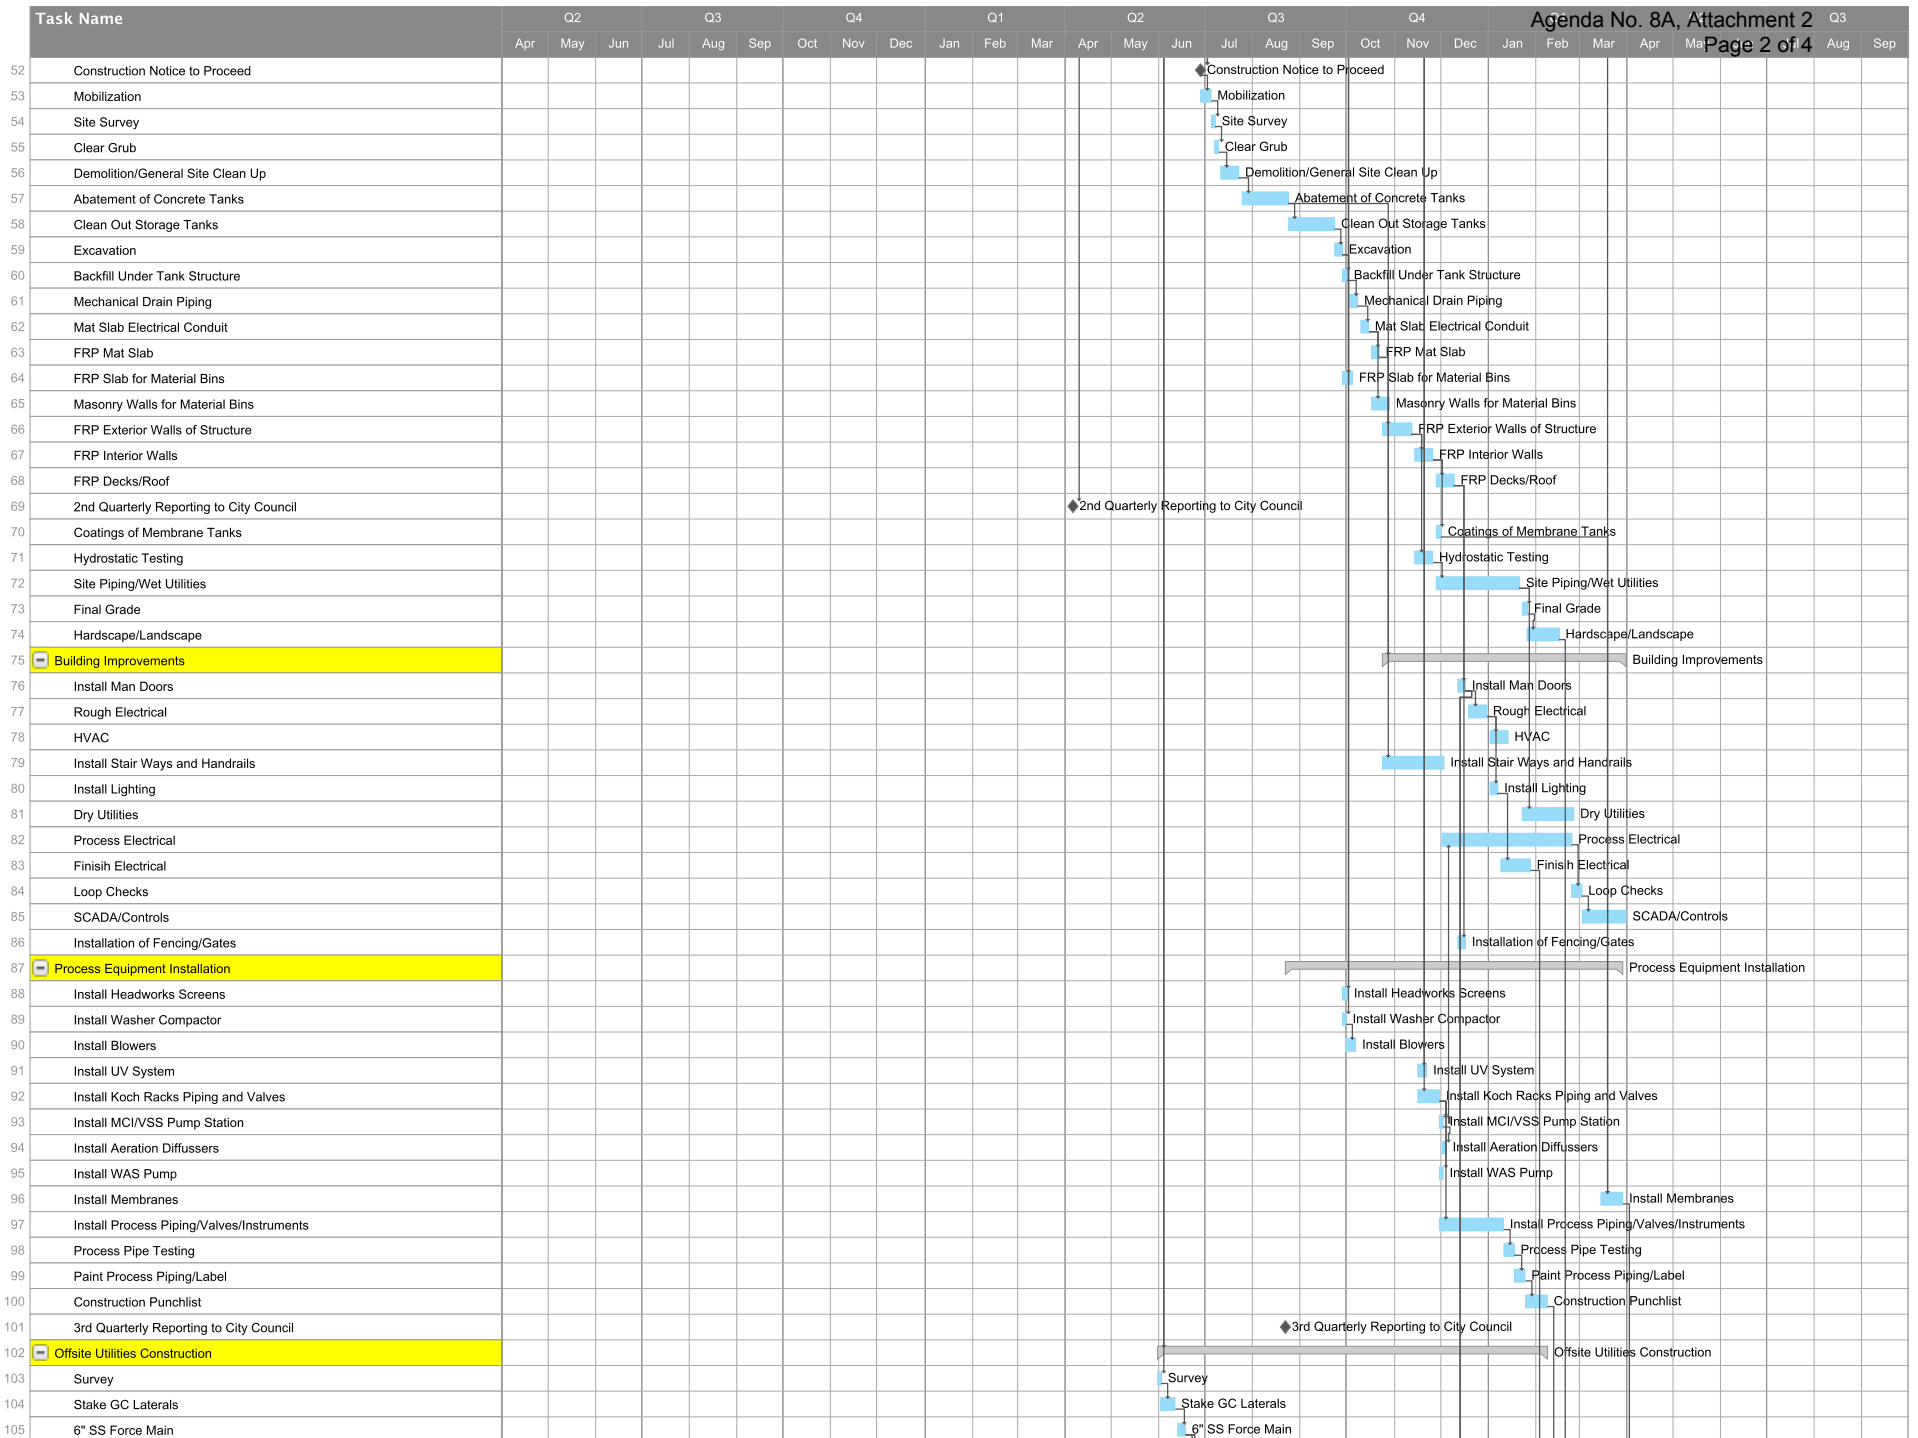 Agenda No. 8A, Attachment 2
Page 2 of 4
Task Name Q2 Q3 Q4 Q1 Q2 Q3 Q4 Q3
Apr May Jun Jul Aug Sep Oct Nov Dec Jan Feb Mar Apr May Jun Jul Aug Sep Oct Nov Dec Jan Feb Mar Apr May Jul Aug Sep
52 Construction Notice to Proceed Construction Notice to Proceed
53 Mobilization Mobilization
54 Site Survey Site Survey
55 Clear Grub Clear Grub
56 Demolition/General Site Clean Up Demolition/General Site Clean Up
57 Abatement of Concrete Tanks Abatement of Concrete Tanks
58 Clean Out Storage Tanks Clean Out Storage Tanks
59 Excavation Excavation
60 Backfill Under Tank Structure Backfill Under Tank Structure
61 Mechanical Drain Piping Mechanical Drain Piping
62 Mat Slab Electrical Conduit Mat Slab Electrical Conduit
63 FRP Mat Slab FRP Mat Slab
64 FRP Slab for Material Bins FRP Slab for Material Bins
65 Masonry Walls for Material Bins Masonry Walls for Material Bins
66 FRP Exterior Walls of Structure FRP Exterior Walls of Structure
67 FRP Interior Walls FRP Interior Walls
68 FRP Decks/Roof FRP Decks/Roof
69 2nd Quarterly Reporting to City Council 2nd Quarterly Reporting to City Council
70 Coatings of Membrane Tanks Coatings of Membrane Tanks
71 Hydrostatic Testing Hydrostatic Testing
72 Site Piping/Wet Utilities Site Piping/Wet Utilities
73 Final Grade Final Grade
74 Hardscape/Landscape Hardscape/Landscape
75 Building Improvements Building Improvements
76 Install Man Doors Install Man Doors
77 Rough Electrical Rough Electrical
78 HVAC HVAC
79 Install Stair Ways and Handrails Install Stair Ways and Handrails
80 Install Lighting Install Lighting
81 Dry Utilities Dry Utilities
82 Process Electrical Process Electrical
83 Finisih Electrical Finisih Electrical
84 Loop Checks Loop Checks
85 SCADA/Controls SCADA/Controls
86 Installation of Fencing/Gates Installation of Fencing/Gates
87 Process Equipment Installation Process Equipment Installation
88 Install Headworks Screens Install Headworks Screens
89 Install Washer Compactor Install Washer Compactor
90 Install Blowers Install Blowers
91 Install UV System Install UV System
92 Install Koch Racks Piping and Valves Install Koch Racks Piping and Valves
93 Install MCI/VSS Pump Station Install MCI/VSS Pump Station
94 Install Aeration Diffussers Install Aeration Diffussers
95 Install WAS Pump Install WAS Pump
96 Install Membranes Install Membranes
97 Install Process Piping/Valves/Instruments Install Process Piping/Valves/Instruments
98 Process Pipe Testing Process Pipe Testing
99 Paint Process Piping/Label Paint Process Piping/Label
100 Construction Punchlist Construction Punchlist
101 3rd Quarterly Reporting to City Council 3rd Quarterly Reporting to City Council
102 Offsite Utilities Construction Offsite Utilities Construction
103 Survey Survey
104 Stake GC Laterals Stake GC Laterals
105 6" SS Force Main 6" SS Force Main